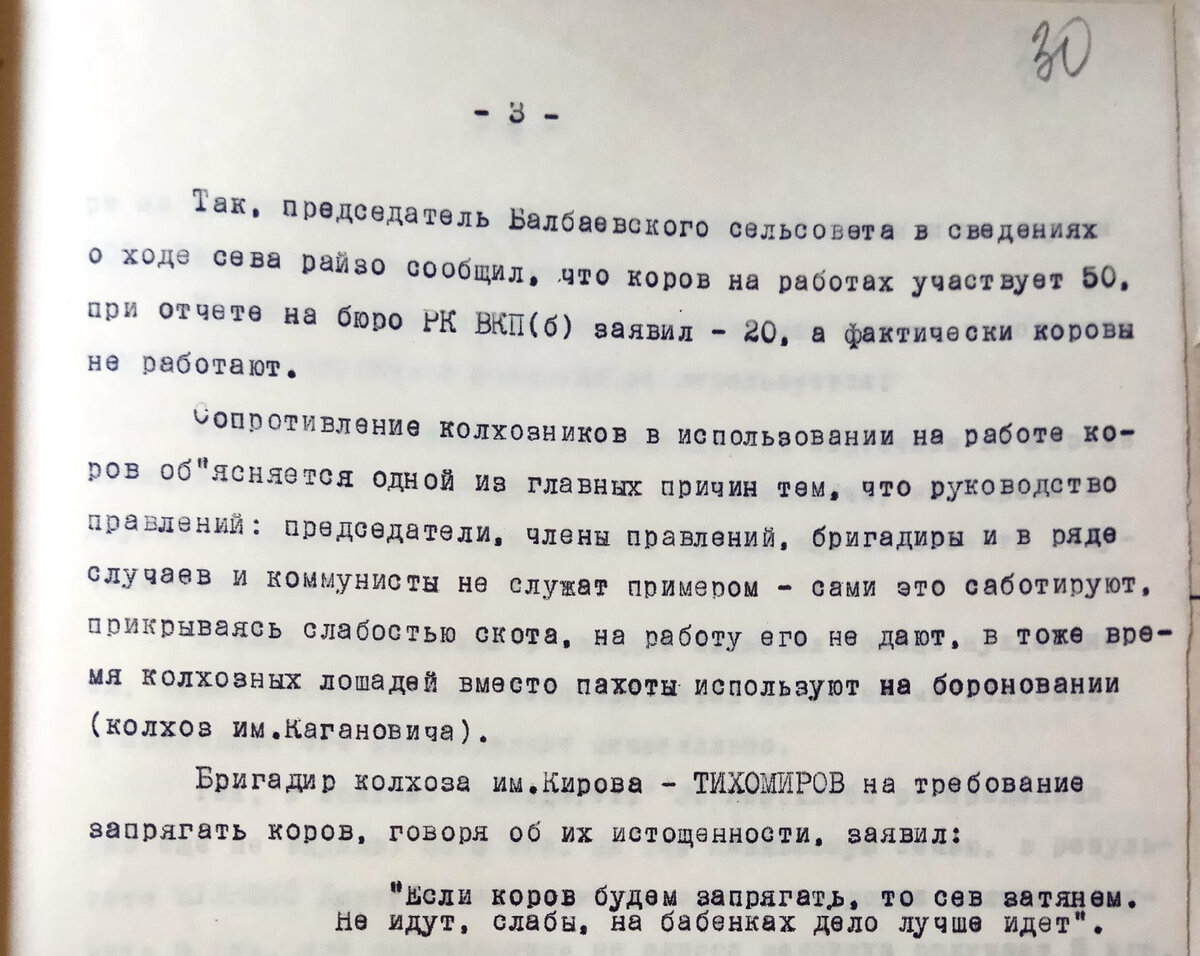 30
- 3 -
Так, председатель Балбаевского сельсовета в сведениях
о ходе сева райзо сообщил, что коров на работах участвует 50,
при отчете на бюро РК ВКП(б) заявил - 20, а фактически коровы
не работают.
Сопротивление колхозников в использовании на работе ко-
ров об"ясняется одной из главных причин тем, что руководство
правлений: председатели, члены правлений, бригадиры и в ряде
случаев и коммунисты не служат примером - сами это саботируют,
прикрываясь слабостью скота, на работу его не дают, в тоже вре-
мя колхозных лошадей вместо пахоты используют на бороновании
(колхоз им.Кагановича).
Бригадир колхоза им.Кирова - ТИХОМИРОВ на требование
запрягать коров, говоря об их истощенности, заявил:
"Если коров будем запрягать, то сев затянем.
Не идут, слабы, на бабенках дело лучше идет".